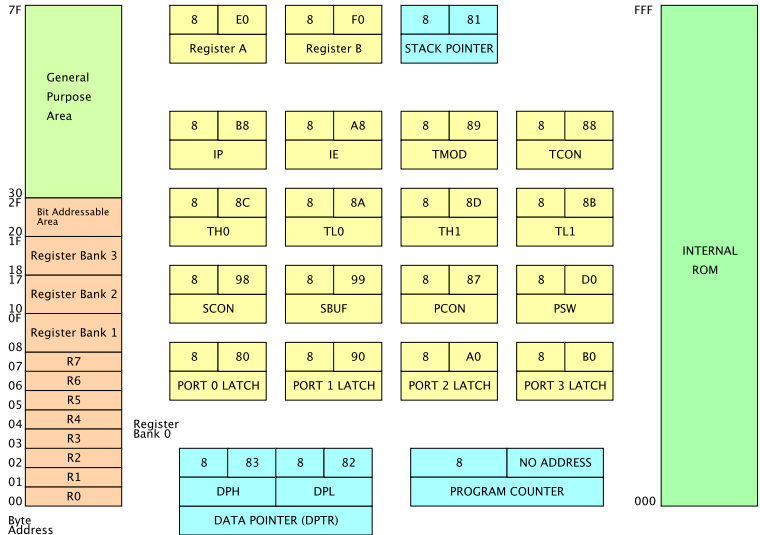 7F
General
Purpose
Area
30
2F
Bit Addressable
Area
20
1F
Register Bank 3
18
17
Register Bank 2
10
0F
Register Bank 1
08
07 R7
06 R6
05 R5
04 R4
03 R3
02 R2
01 R1
00 R0
Byte
Address
Register
Bank 0
8 E0
Register A
8 F0
Register B
8 81
STACK POINTER
8 B8
IP
8 A8
IE
8 89
TMOD
8 88
TCON
8 8C
TH0
8 8A
TL0
8 8D
TH1
8 8B
TL1
8 98
SCON
8 99
SBUF
8 87
PCON
8 D0
PSW
8 80
PORT 0 LATCH
8 90
PORT 1 LATCH
8 A0
PORT 2 LATCH
8 B0
PORT 3 LATCH
8 83 8 82
DPH DPL
DATA POINTER (DPTR)
8 NO ADDRESS
PROGRAM COUNTER
FFF
INTERNAL
ROM
000